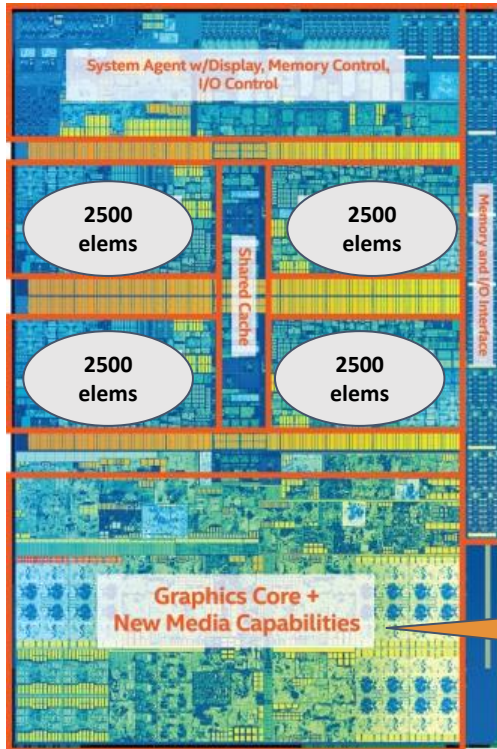 System Agent w/Display, Memory Control,
I/O Control
2500
elems
2500
elems
Shared Cache
Memory and I/O Interface
2500
elems
2500
elems
Graphics Core +
New Media Capabilities